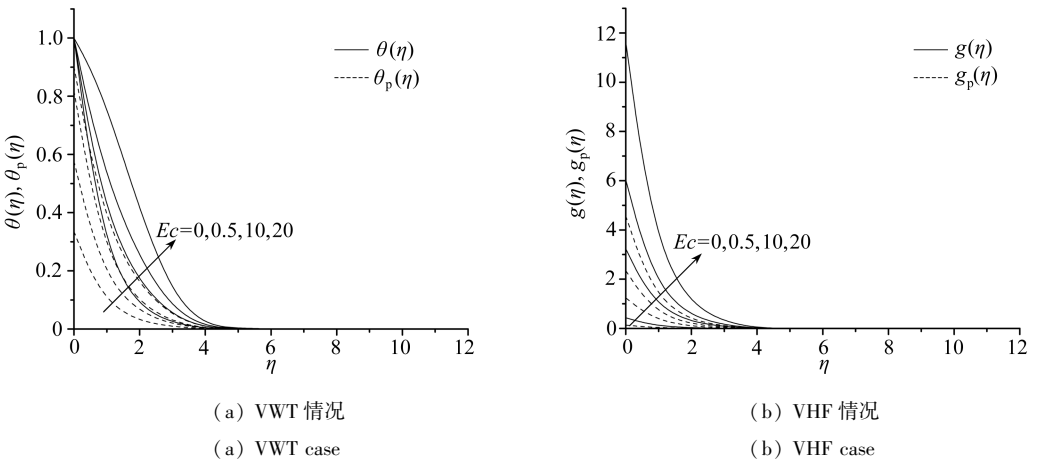 1.0
0.8
0.6
0.4
0.2
0
θ(η), θp(η)
θ(η)
θp(η)
Ec=0,0.5,10,20
0 2 4 6 8 10 12
η
(a) VWT 情况
(a) VWT case
12
10
8
6
4
2
0
g(η), gp(η)
g(η)
gp(η)
Ec=0,0.5,10,20
0 2 4 6 8 10 12
η
(b) VHF 情况
(b) VHF case